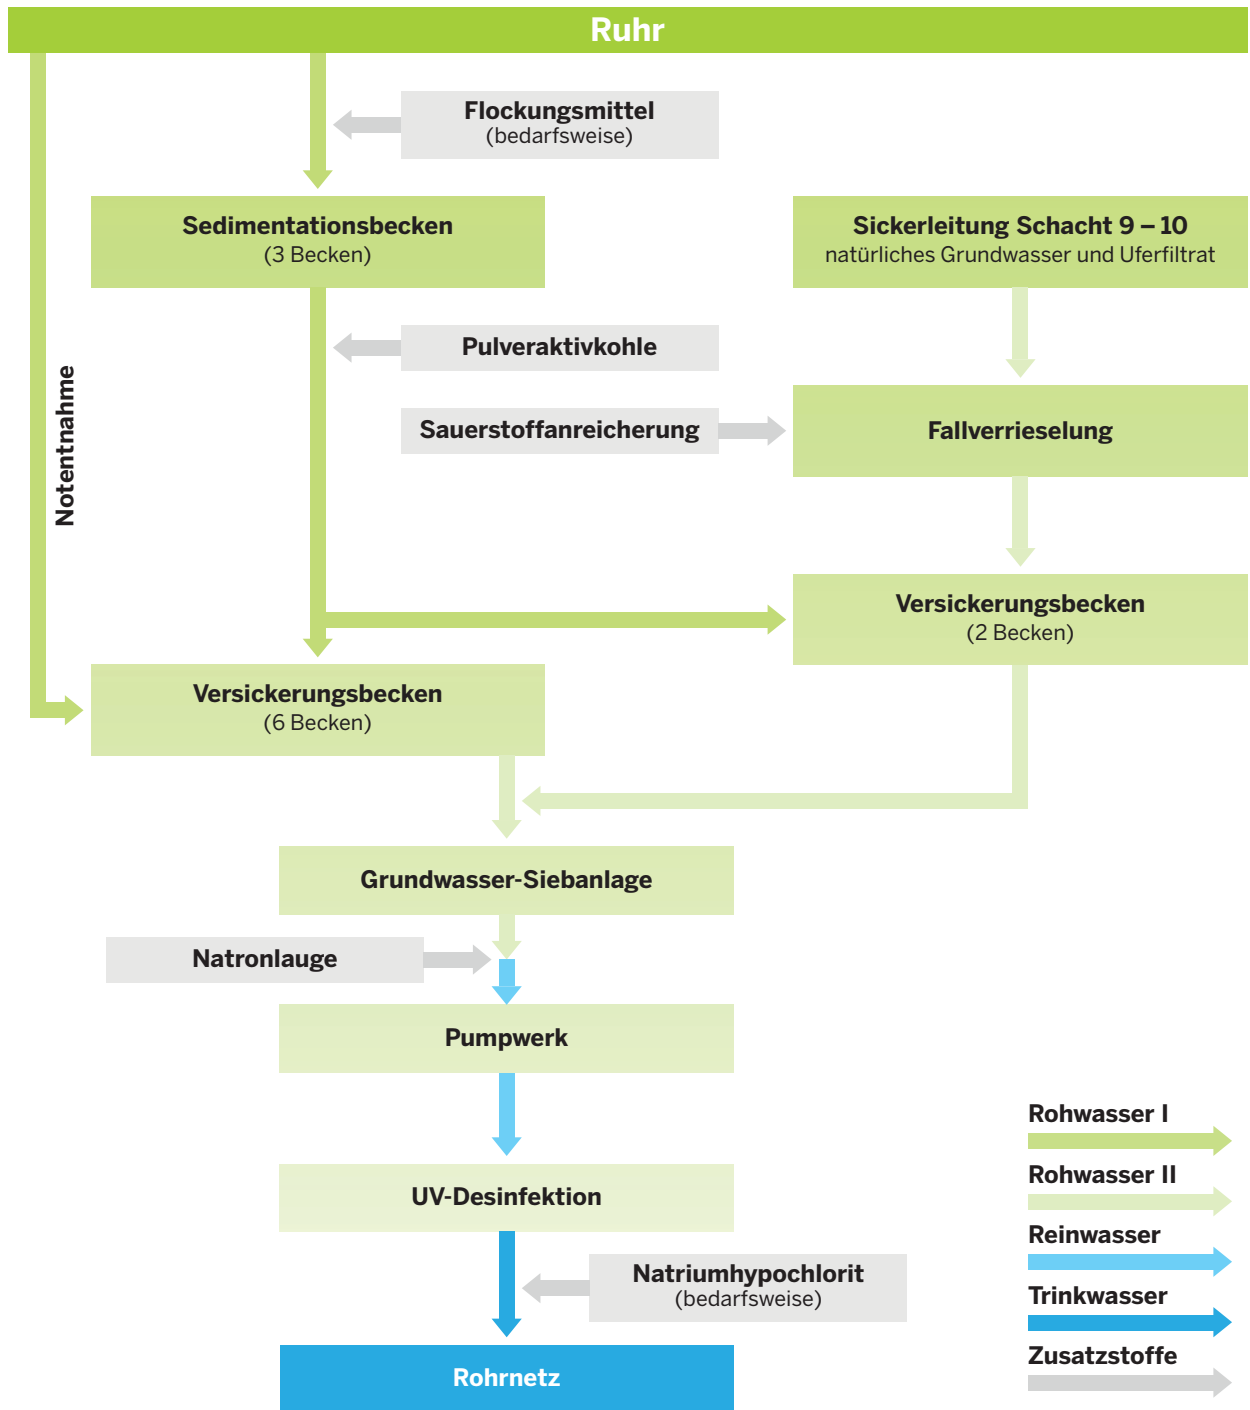 Ruhr
Flockungsmittel
(bedarfsweise)
Sedimentationsbecken
(3 Becken)
Sickerleitung Schacht 9 – 10
natürliches Grundwasser und Uferfiltrat
Pulveraktivkohle
Notentnahme
Sauerstoffanreicherung
Fallverrieselung
Versickerungsbecken
(2 Becken)
Versickerungsbecken
(6 Becken)
Grundwasser-Siebanlage
Natronlauge
Pumpwerk
UV-Desinfektion
Natriumhypochlorit
(bedarfsweise)
Rohrnetz
Rohwasser I
Rohwasser II
Reinwasser
Trinkwasser
Zusatzstoffe